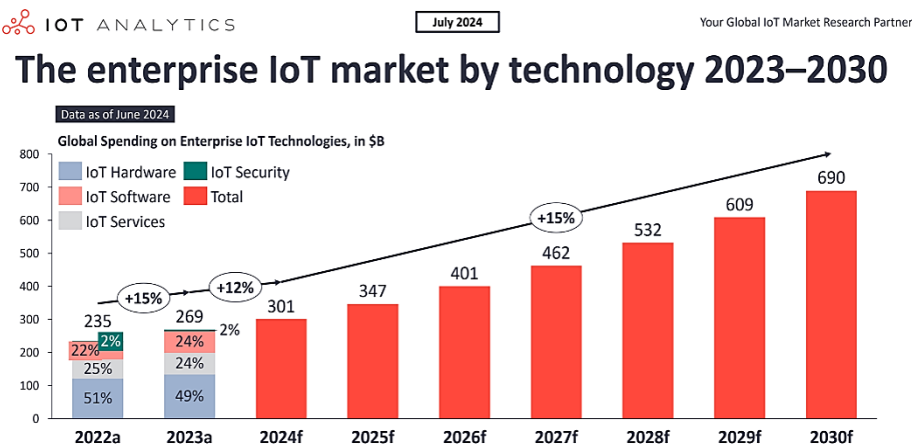 IOT ANALYTICS
July 2024
Your Global IoT Market Research Partner
The enterprise IoT market by technology 2023–2030
Data as of June 2024
Global Spending on Enterprise IoT Technologies, in $B
IoT Hardware
IoT Security
IoT Software
Total
IoT Services
800
700
600
500
400
300
200
100
0
+15%
+12%
+15%
235
2%
22%
25%
51%
269
2%
24%
24%
49%
301
347
401
462
532
609
690
2022a
2023a
2024f
2025f
2026f
2027f
2028f
2029f
2030f